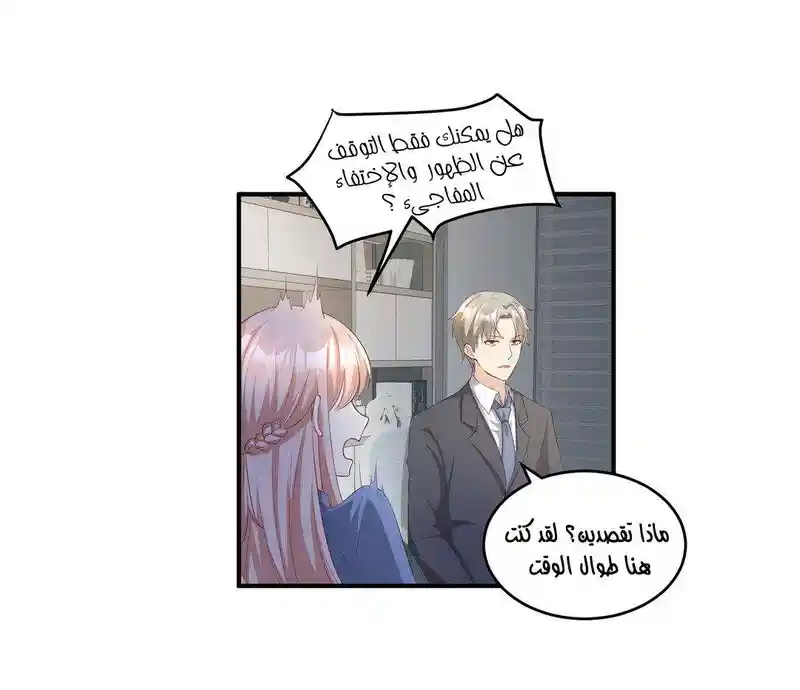 هل يمكنك فقط التوقف
عن الظهور والإختفاء
المفاجىء ؟
ماذا تقصدين؟ لقد كنت
هنا طوال الوقت